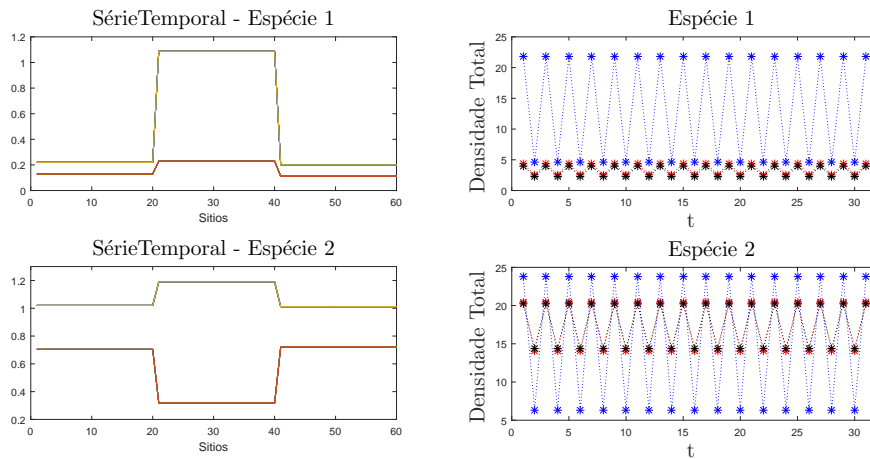 SérieTemporal - Espécie 1
1.2
1
0.8
0.6
0.4
0.2
0
0 10 20 30 40 50 60
Sitios
Espécie 1
Densidade Total
25
20
15
10
5
0
0 5 10 15 20 25 30
t
SérieTemporal - Espécie 2
1.2
1
0.8
0.6
0.4
0.2
0 10 20 30 40 50 60
Sitios
Espécie 2
Densidade Total
25
20
15
10
5
0 5 10 15 20 25 30
t